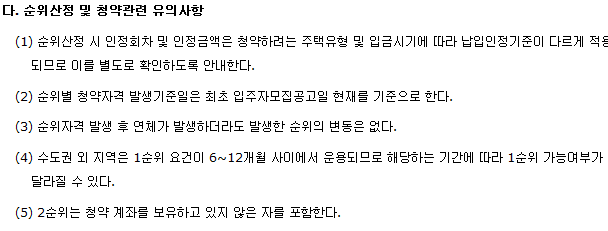 다. 순위산정 및 청약관련 유의사항
(1) 순위산정 시 인정회차 및 인정금액은 청약하려는 주택유형 및 입금시기에 따라 납입인정기준이 다르게 적용
되므로 이를 별도로 확인하도록 안내한다.
(2) 순위별 청약자격 발생기준일은 최초 입주자모집공고일 현재를 기준으로 한다.
(3) 순위자격 발생 후 연체가 발생하더라도 발생한 순위의 변동은 없다.
(4) 수도권 외 지역은 1순위 요건이 6~12개월 사이에서 운용되므로 해당하는 기간에 따라 1순위 가능여부가
달라질 수 있다.
(5) 2순위는 청약 계좌를 보유하고 있지 않은 자를 포함한다.